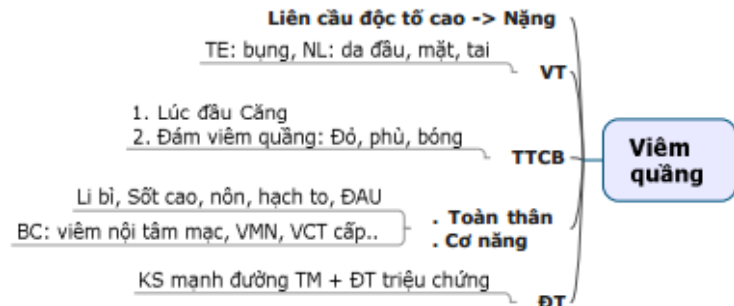 Liên cầu độc tố cao -> Nặng
TE: bụng, NL: da đầu, mặt, tai
VT
1. Lúc đầu Căng
2. Đám viêm quầng: Đỏ, phù, bóng
TTCB
Viêm
quầng
Li bì, Sốt cao, nôn, hạch to, ĐAU
BC: viêm nội tâm mạc, VMN, VCT cấp..
. Toàn thân
. Cơ năng
KS mạnh đường TM + ĐT triệu chứng
ĐT